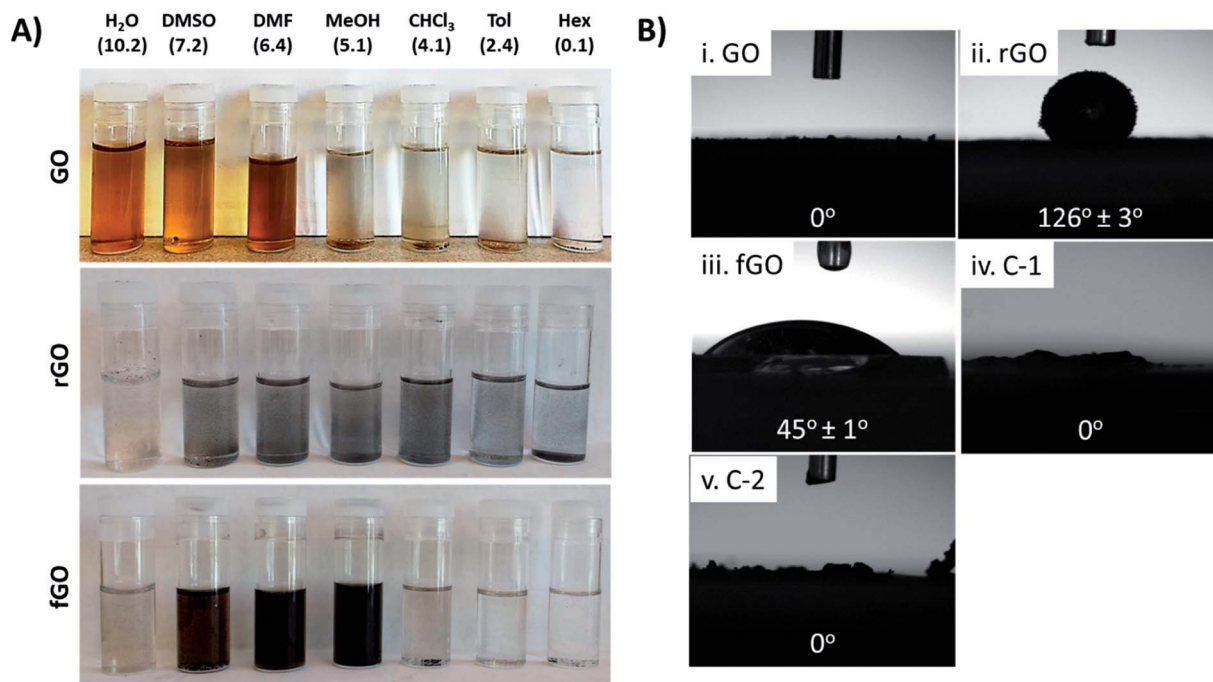 A)
H₂O DMSO DMF MeOH CHCl₃ Tol Hex
(10.2) (7.2) (6.4) (5.1) (4.1) (2.4) (0.1)
GO
rGO
fGO
B)
i. GO
0°
ii. rGO
126° ± 3°
iii. fGO
45° ± 1°
iv. C-1
0°
v. C-2
0°